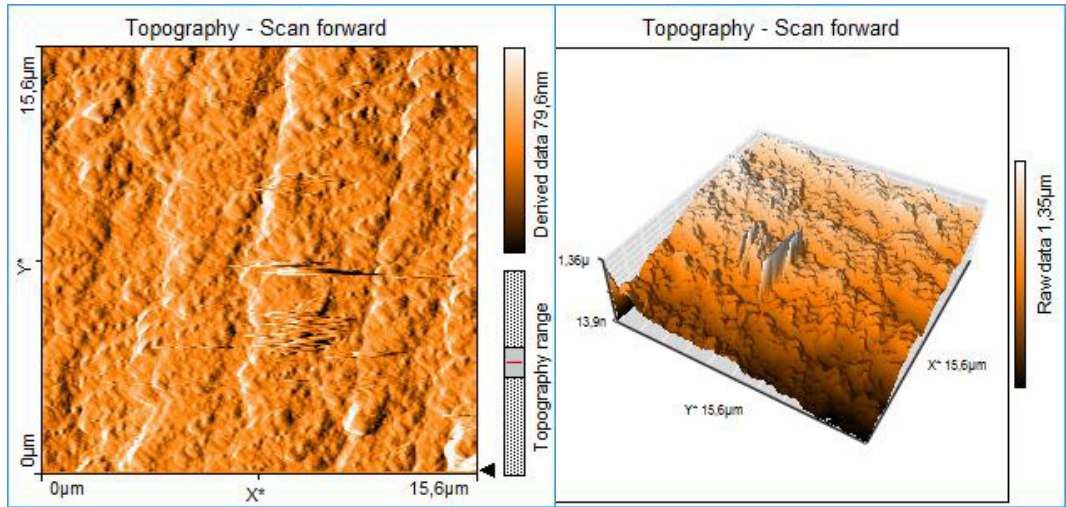 Topography - Scan forward
15,6µm
Y*
0µm
0µm
X*
15,6µm
Derived data 79,6nm
Topography range
Topography - Scan forward
1,36µ
13,9n
Y* 15,6µm
X* 15,6µm
Raw data 1,35µm